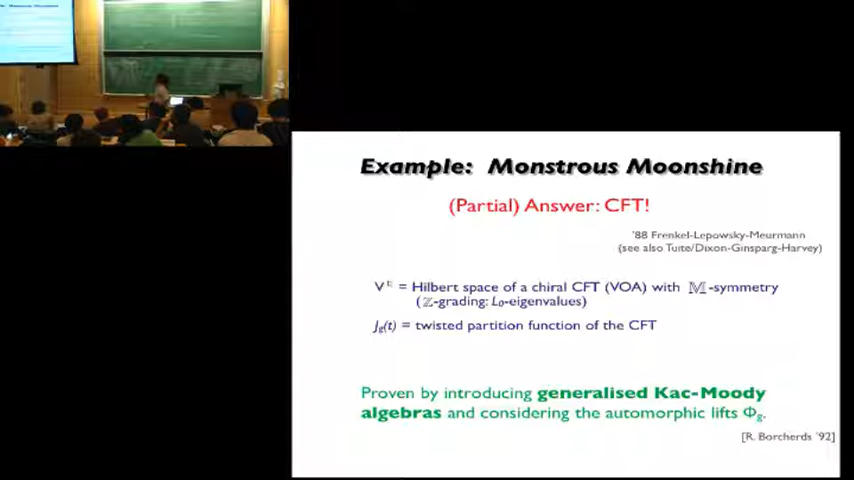 Example: Monstrous Moonshine
(Partial) Answer: CFT!
'88 Frenkel-Lepowsky-Meurmann
(see also Tuite/Dixon-Ginsparg-Harvey)
V♮ = Hilbert space of a chiral CFT (VOA) with 𝕄-symmetry
(ℤ-grading: L₀-eigenvalues)
J_g(t) = twisted partition function of the CFT
Proven by introducing generalised Kac-Moody
algebras and considering the automorphic lifts Φ_g.
[R. Borcherds '92]